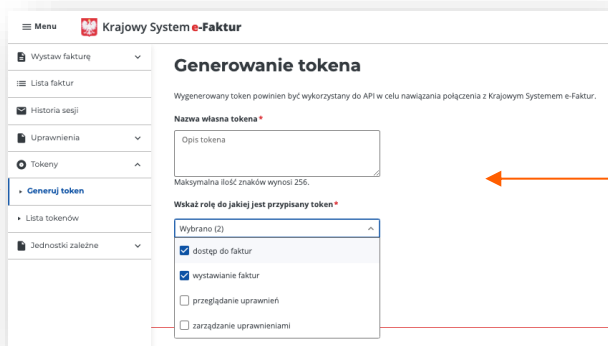 Menu
Krajowy System e-Faktur
Wystaw fakturę
Lista faktur
Historia sesji
Uprawnienia
Tokeny
Generuj token
Lista tokenów
Jednostki zależne
Generowanie tokena
Wygenerowany token powinien być wykorzystany do API w celu nawiązania połączenia z Krajowym Systemem e-Faktur.
Nazwa własna tokena*
Opis tokena
Maksymalna ilość znaków wynosi 256.
Wskaż rolę do jakiej jest przypisany token*
Wybrano (2)
dostęp do faktur
wystawianie faktur
przeglądanie uprawnień
zarządzanie uprawnieniami